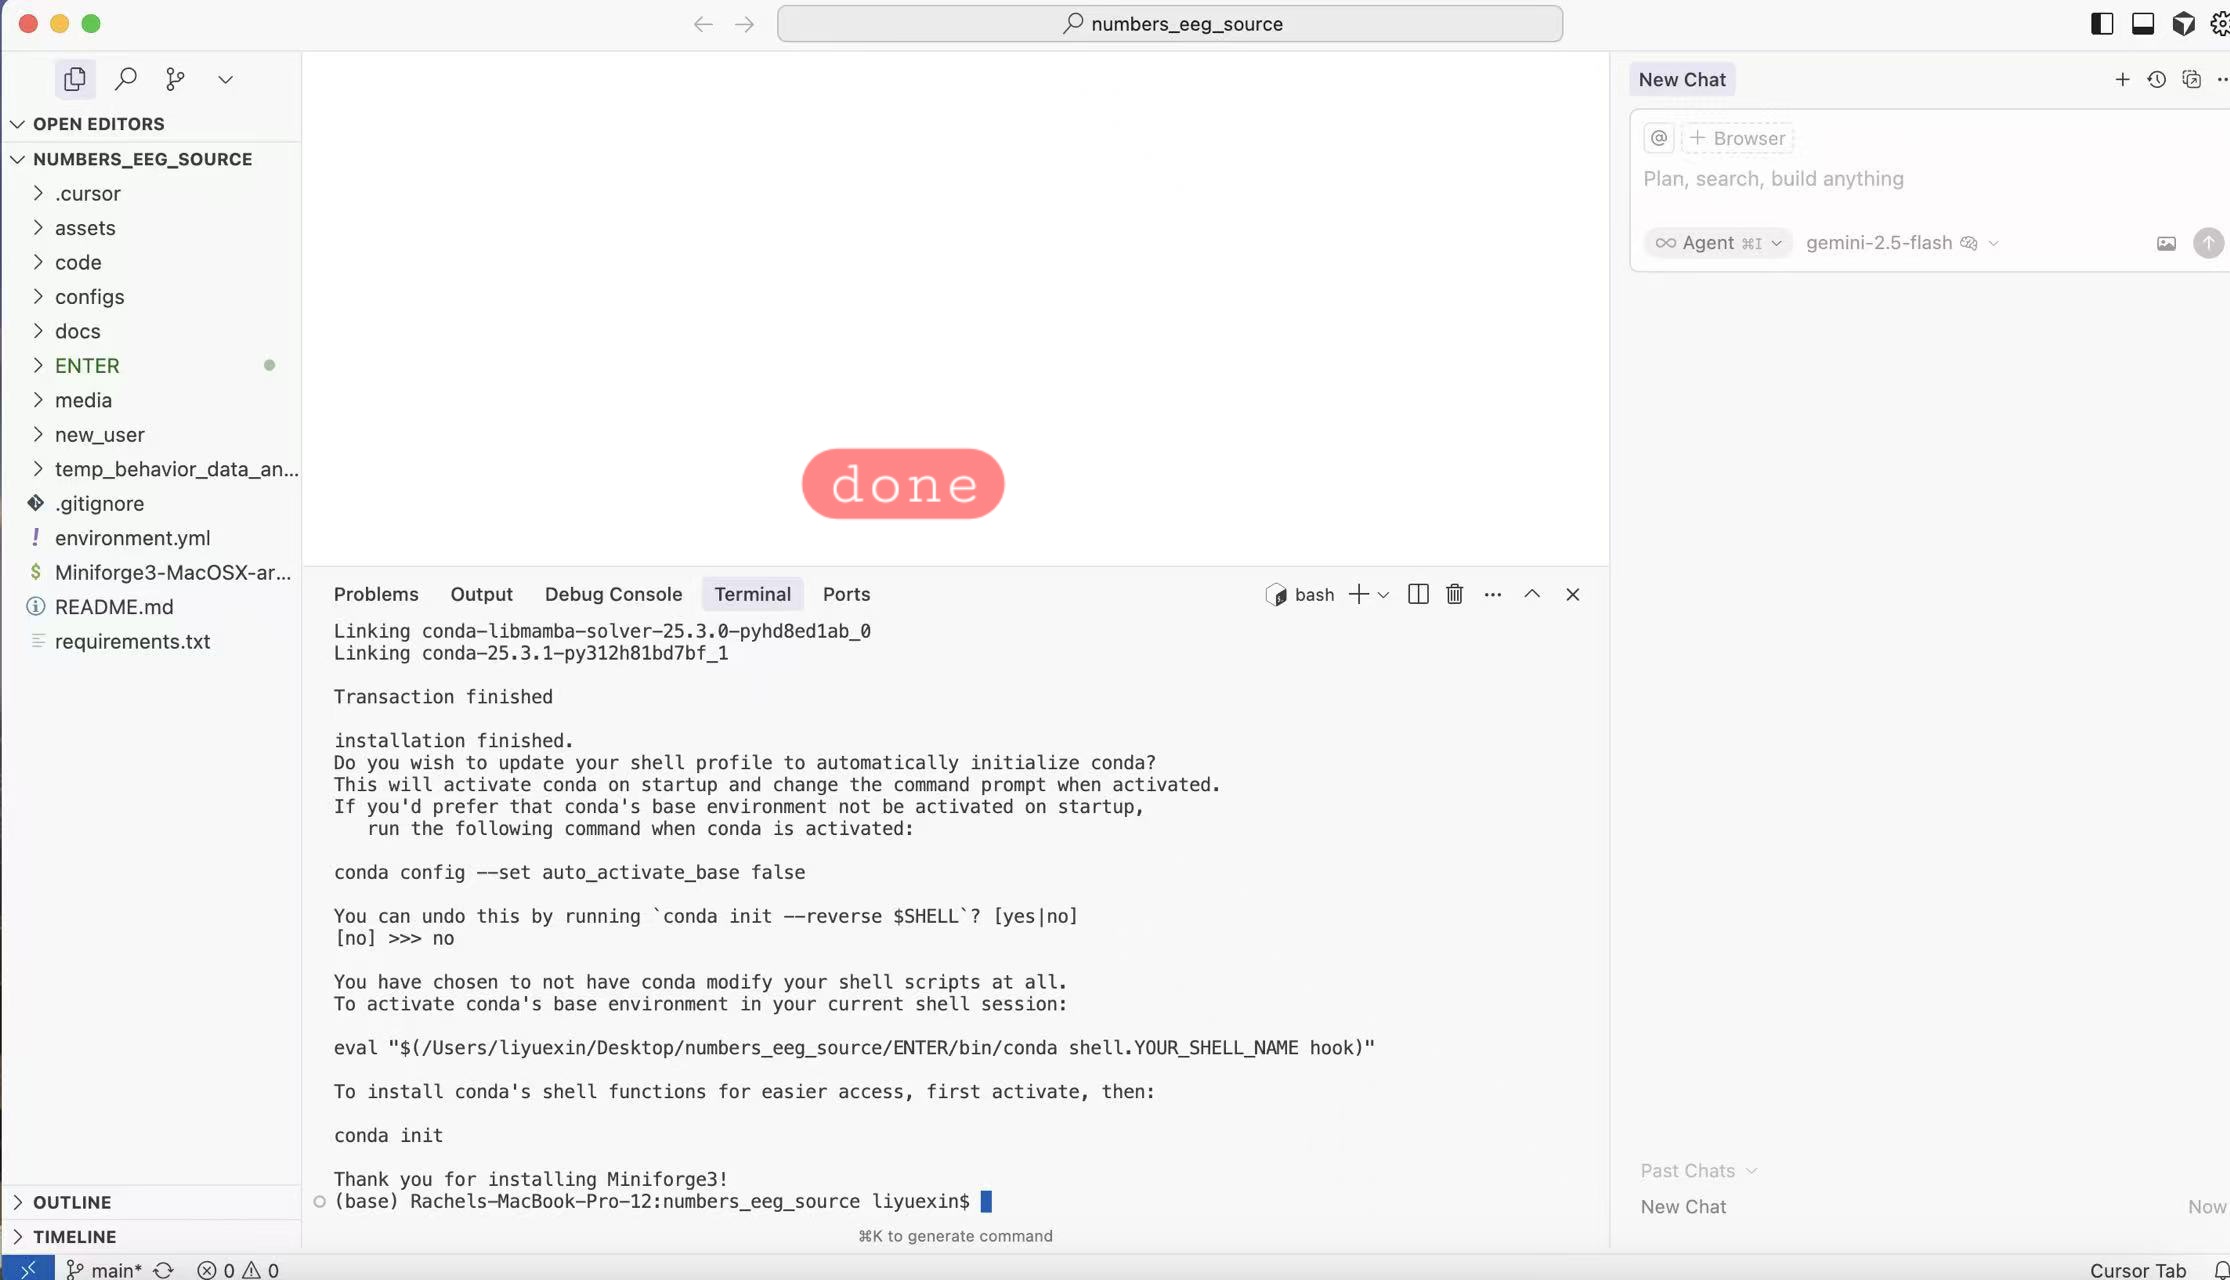 numbers_eeg_source
OPEN EDITORS
NUMBERS_EEG_SOURCE
.cursor
assets
code
configs
docs
ENTER
media
new_user
temp_behavior_data_an...
.gitignore
environment.yml
Miniforge3-MacOSX-ar...
README.md
requirements.txt
OUTLINE
TIMELINE
done
Problems Output Debug Console Terminal Ports
bash
Linking conda-libmamba-solver-25.3.0-pyhd8ed1ab_0
Linking conda-25.3.1-py312h81bd7bf_1
Transaction finished
installation finished.
Do you wish to update your shell profile to automatically initialize conda?
This will activate conda on startup and change the command prompt when activated.
If you'd prefer that conda's base environment not be activated on startup,
run the following command when conda is activated:
conda config --set auto_activate_base false
You can undo this by running `conda init --reverse $SHELL`? [yes|no]
[no] >>> no
You have chosen to not have conda modify your shell scripts at all.
To activate conda's base environment in your current shell session:
eval "$(/Users/liyuexin/Desktop/numbers_eeg_source/ENTER/bin/conda shell.YOUR_SHELL_NAME hook)"
To install conda's shell functions for easier access, first activate, then:
conda init
Thank you for installing Miniforge3!
(base) Rachels-MacBook-Pro-12:numbers_eeg_source liyuexin$
⌘K to generate command
New Chat
@ + Browser
Plan, search, build anything
∞ Agent ⌘I gemini-2.5-flash
Past Chats
New Chat Now
main* 0 0
Cursor Tab